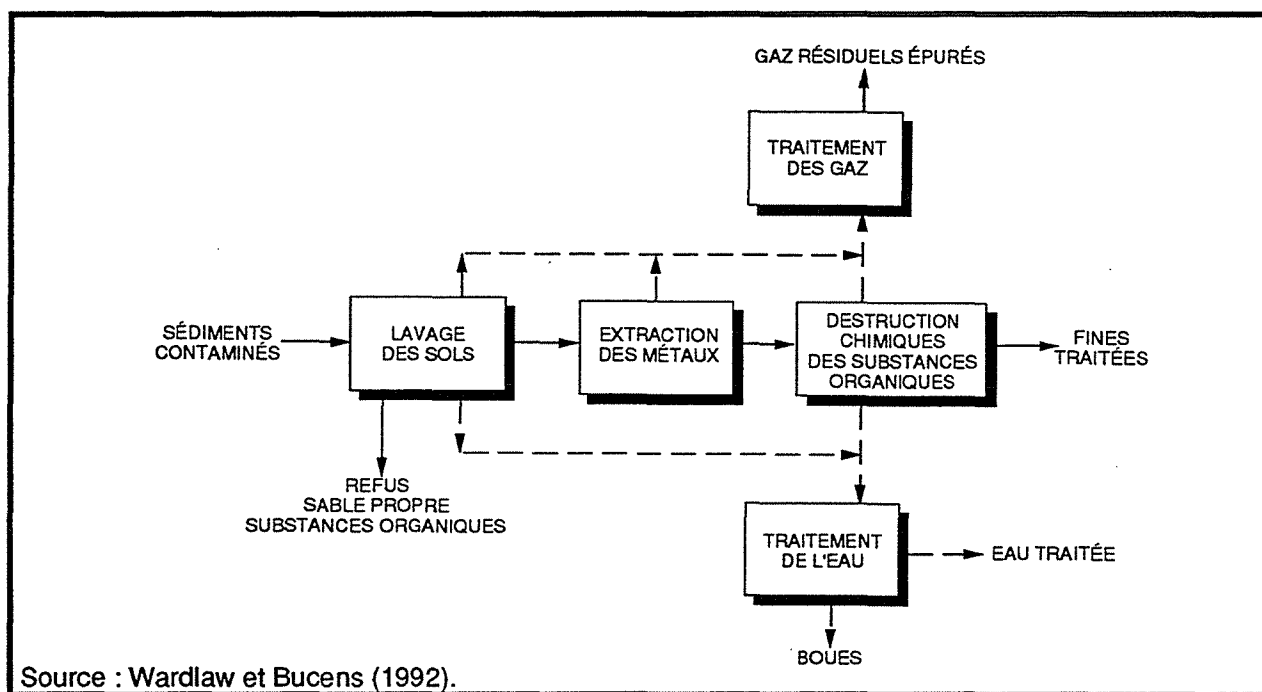 GAZ RÉSIDUELS ÉPURÉS
TRAITEMENT
DES GAZ
SÉDIMENTS
CONTAMINÉS
LAVAGE
DES SOLS
EXTRACTION
DES MÉTAUX
DESTRUCTION
CHIMIQUES
DES SUBSTANCES
ORGANIQUES
FINES
TRAITÉES
REFUS
SABLE PROPRE
SUBSTANCES ORGANIQUES
TRAITEMENT
DE L'EAU
EAU TRAITÉE
BOUES
Source : Wardlaw et Bucens (1992).